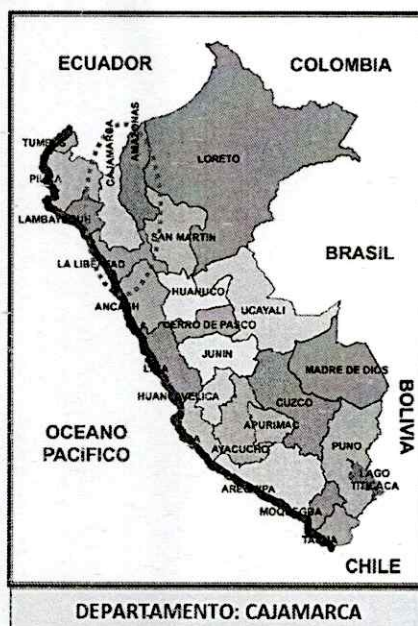 ECUADOR
COLOMBIA
TUMBES
CAJAMARBA
AMAZONAS
LORETO
PIURA
LAMBAYEQUE
SAN MARTIN
BRASIL
LA LIBERTAD
HUANUCO
ANCASH
UCAYALI
CERRO DE PASCO
JUNIN
LIMA
MADRE DE DIOS
HUANCAVELICA
CUZCO
BOLIVIA
OCEANO
PACÍFICO
APURIMAC
PUNO
AYACUCHO
LAGO
TITICACA
AREQUIPA
MOQUEGUA
TACNA
CHILE
DEPARTAMENTO: CAJAMARCA